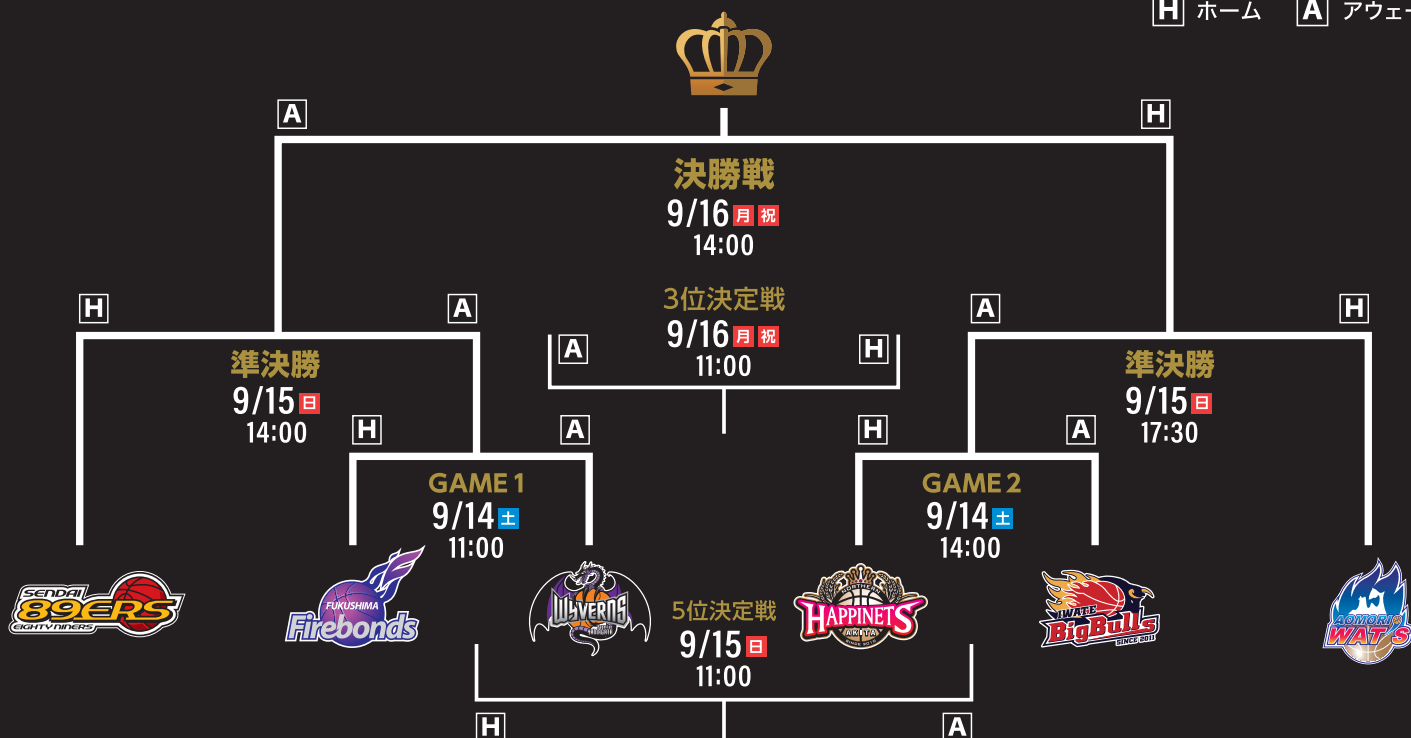 H ホーム A アウェー
A H
決勝戦
9/16 月 祝
14:00
H A
3位決定戦
9/16 月 祝
11:00
A H
A H
準決勝
9/15 日
14:00
準決勝
9/15 日
17:30
H A
H A
GAME 1
9/14 土
11:00
GAME 2
9/14 土
14:00
SENDAI
89ERS
EIGHTY NINERS
FUKUSHIMA
Firebonds
WYVERNS
HAPPINETS
AKITA
SINCE 2010
IWATE
BigBulls
SINCE 2011
AOMORI
WAT'S
5位決定戦
9/15 日
11:00
H A